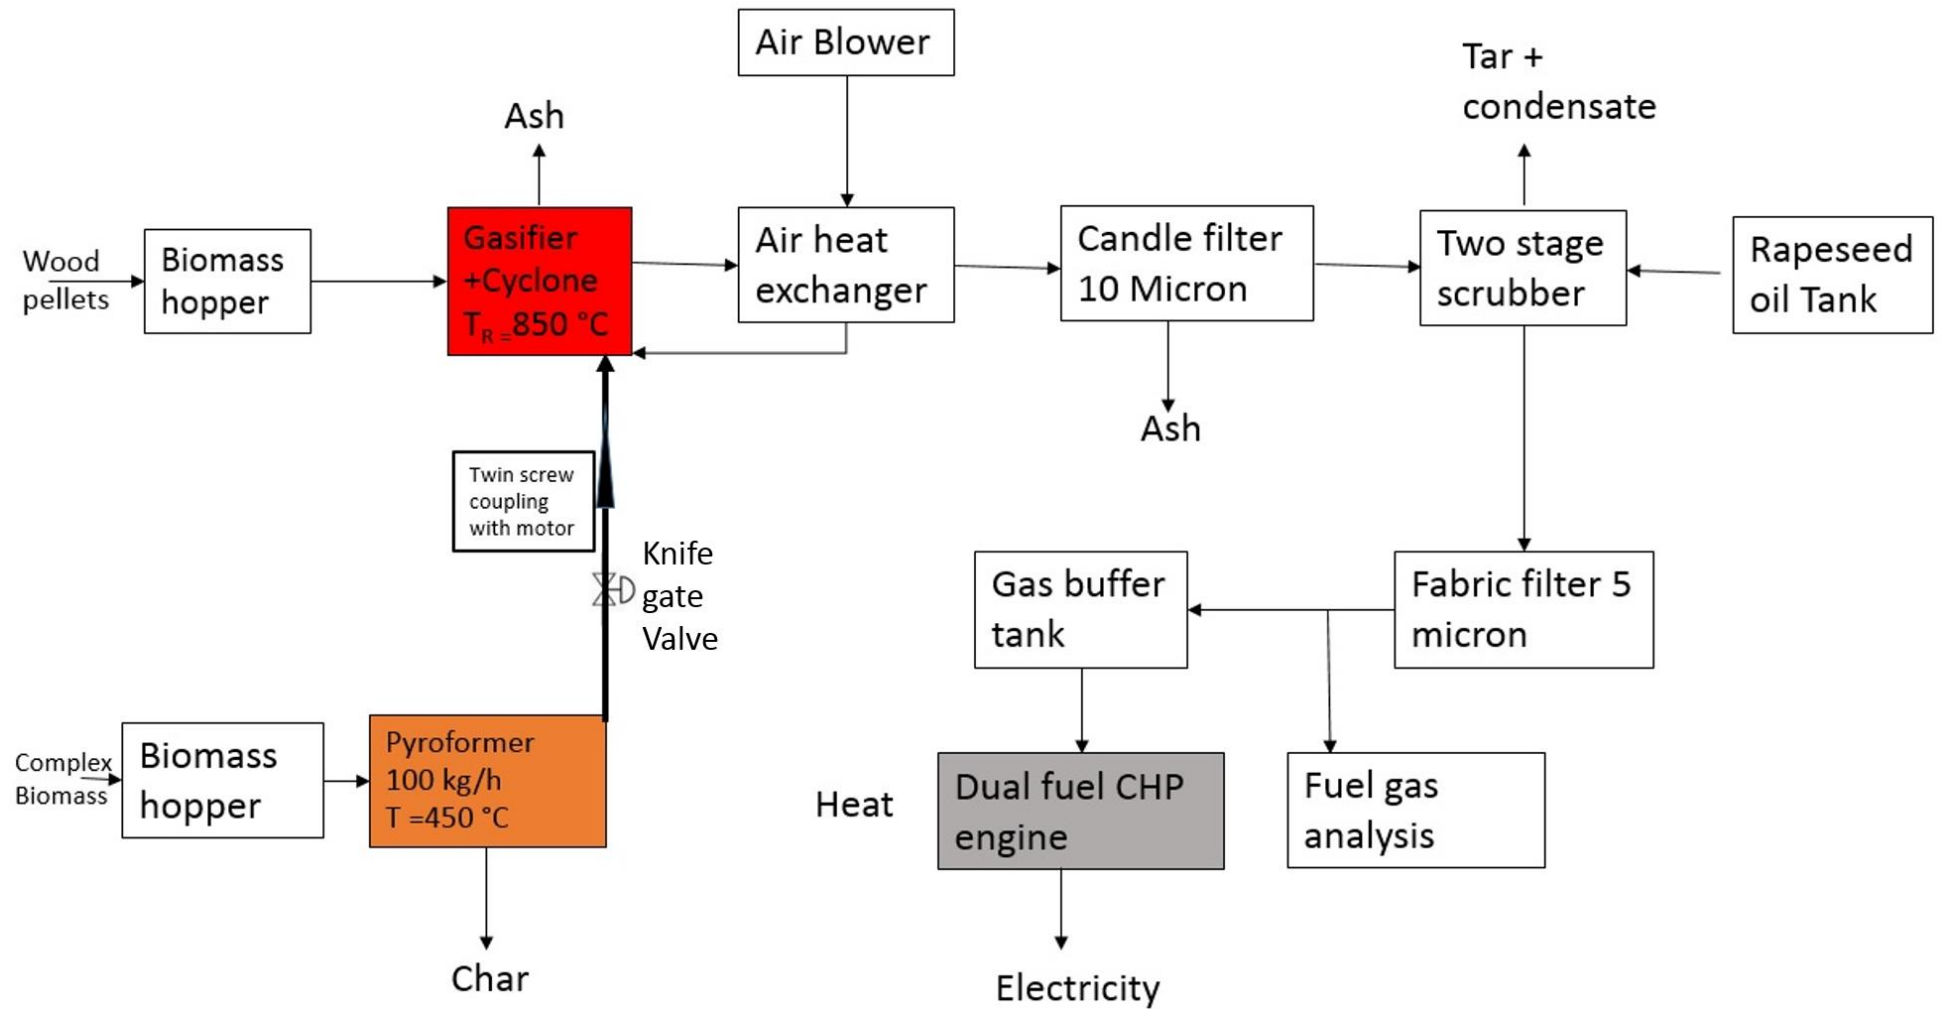 Air Blower
Tar +
condensate
Ash
Wood
pellets
Biomass
hopper
Gasifier
+Cyclone
TR =850 °C
Air heat
exchanger
Candle filter
10 Micron
Two stage
scrubber
Rapeseed
oil Tank
Ash
Twin screw
coupling
with motor
Knife
gate
Valve
Gas buffer
tank
Fabric filter 5
micron
Complex
Biomass
Biomass
hopper
Pyroformer
100 kg/h
T =450 °C
Heat
Dual fuel CHP
engine
Fuel gas
analysis
Char
Electricity